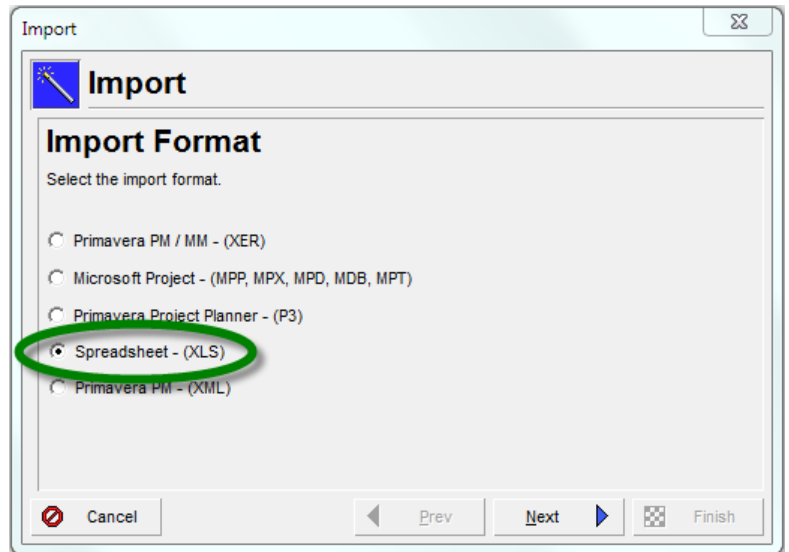 Import
Import
Import Format
Select the import format.
Primavera PM / MM - (XER)
Microsoft Project - (MPP, MPX, MPD, MDB, MPT)
Primavera Project Planner - (P3)
Spreadsheet - (XLS)
Primavera PM - (XML)
Cancel Prev Next Finish